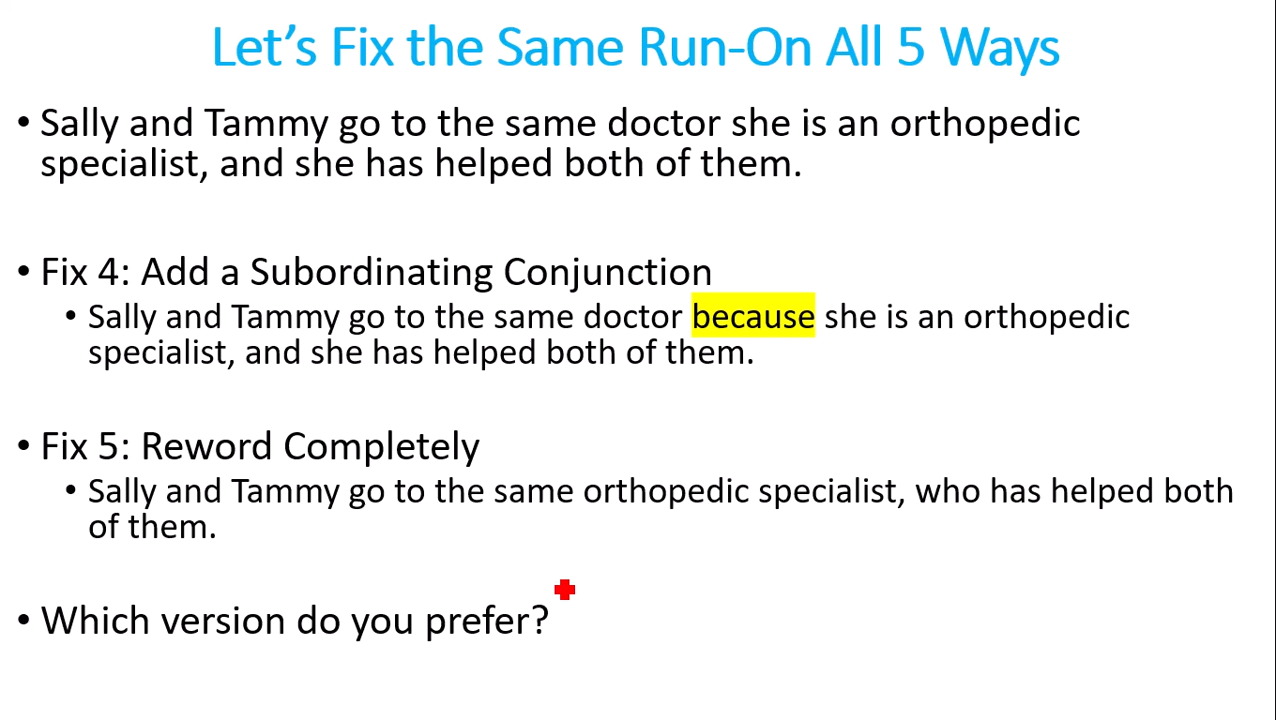 Let's Fix the Same Run-On All 5 Ways
• Sally and Tammy go to the same doctor she is an orthopedic
specialist, and she has helped both of them.
• Fix 4: Add a Subordinating Conjunction
• Sally and Tammy go to the same doctor because she is an orthopedic
specialist, and she has helped both of them.
• Fix 5: Reword Completely
• Sally and Tammy go to the same orthopedic specialist, who has helped both
of them.
• Which version do you prefer?